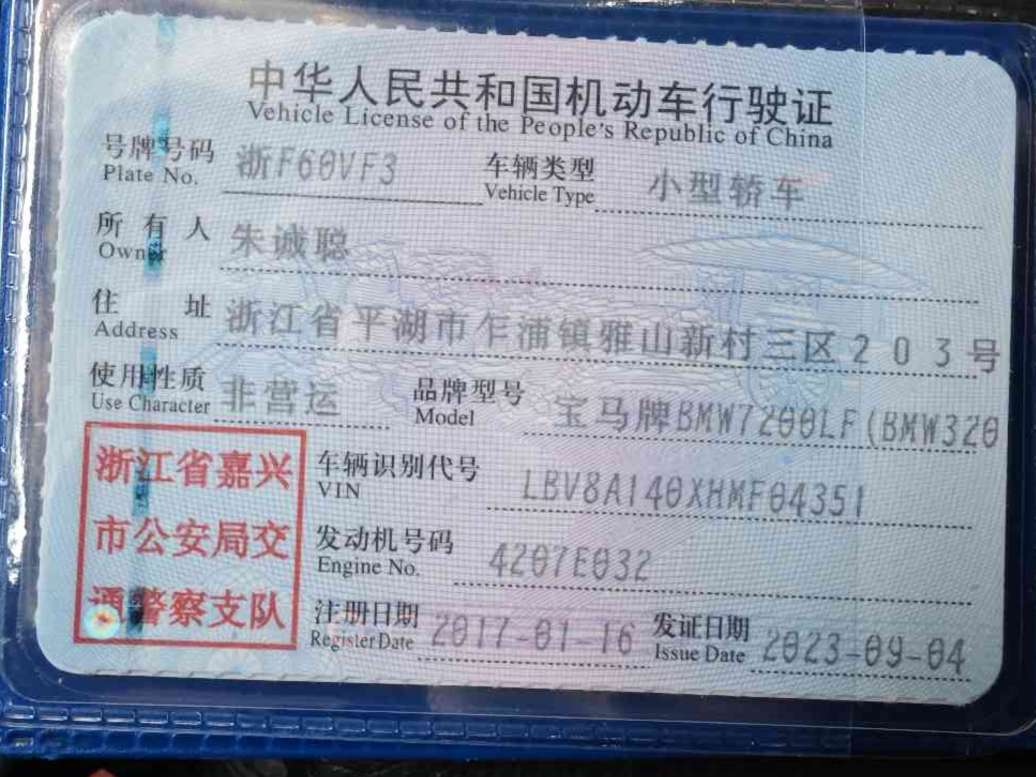 中华人民共和国机动车行驶证
Vehicle License of the People's Republic of China
号牌号码 浙F60VF3 车辆类型 小型轿车
Plate No. Vehicle Type
所有人 朱诚聪
Owner
住址 浙江省平湖市乍浦镇雅山新村三区203号
Address
使用性质 非营运 品牌型号 宝马牌BMW7200LF(BMW320
Use Character Model
浙江省嘉兴
市公安局交
通警察支队
车辆识别代号 LBV8A140XHMF04351
VIN
发动机号码 4207E032
Engine No.
注册日期 2017-01-16 发证日期 2023-09-04
Register Date Issue Date